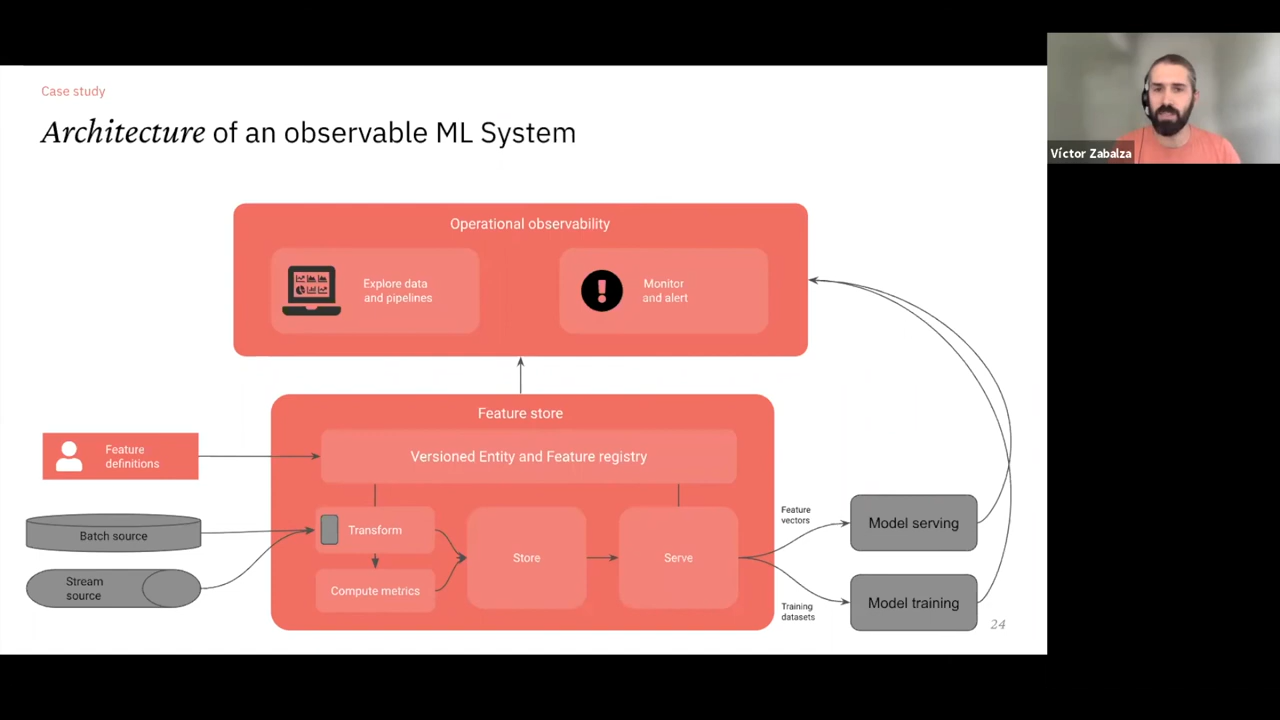 Case study
Architecture of an observable ML System
Víctor Zabalza
Operational observability
Explore data
and pipelines
Monitor
and alert
Feature store
Feature
definitions
Versioned Entity and Feature registry
Batch source
Stream
source
Transform
Compute metrics
Store
Serve
Feature
vectors
Training
datasets
Model serving
Model training
24